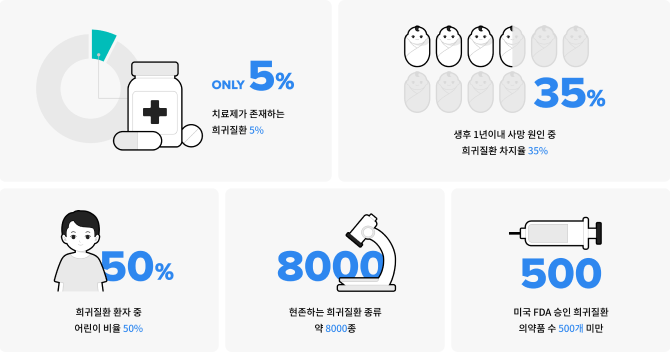 ONLY 5%
치료제가 존재하는
희귀질환 5%
35%
생후 1년이내 사망 원인 중
희귀질환 차지율 35%
50%
희귀질환 환자 중
어린이 비율 50%
8000
현존하는 희귀질환 종류
약 8000종
500
미국 FDA 승인 희귀질환
의약품 수 500개 미만